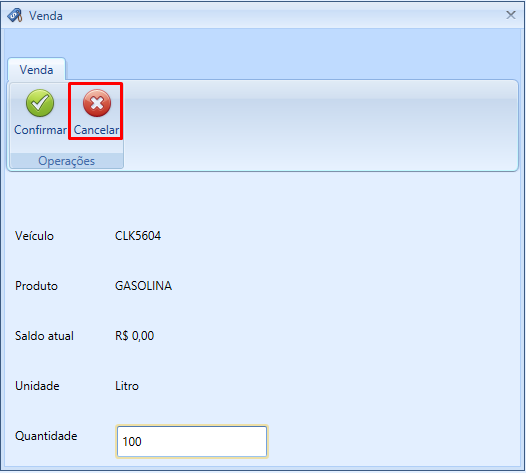 Venda
Venda
Confirmar Cancelar
Operações
Veículo CLK5604
Produto GASOLINA
Saldo atual R$ 0,00
Unidade Litro
Quantidade 100